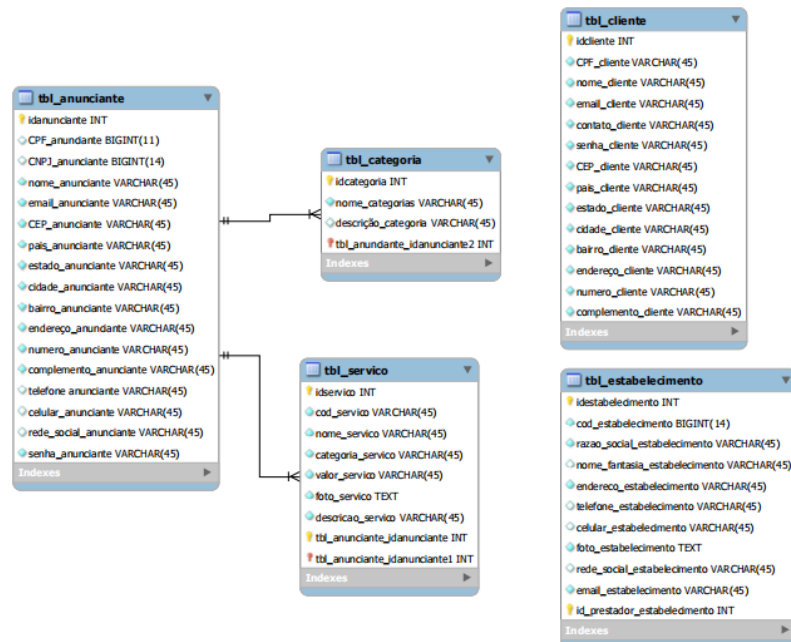 tbl_anunciante
idanunciante INT
CPF_anunciante BIGINT(11)
CNPJ_anunciante BIGINT(14)
nome_anunciante VARCHAR(45)
email_anunciante VARCHAR(45)
CEP_anunciante VARCHAR(45)
pais_anunciante VARCHAR(45)
estado_anunciante VARCHAR(45)
cidade_anunciante VARCHAR(45)
bairro_anunciante VARCHAR(45)
endereço_anunciante VARCHAR(45)
numero_anunciante VARCHAR(45)
complemento_anunciante VARCHAR(45)
telefone anunciante VARCHAR(45)
celular_anunciante VARCHAR(45)
rede_social_anunciante VARCHAR(45)
senha_anunciante VARCHAR(45)
Indexes
tbl_categoria
idcategoria INT
nome_categorias VARCHAR(45)
descrição_categoria VARCHAR(45)
tbl_anunciante_idanunciante2 INT
Indexes
tbl_servico
idservico INT
cod_servico VARCHAR(45)
nome_servico VARCHAR(45)
categoria_servico VARCHAR(45)
valor_servico VARCHAR(45)
foto_servico TEXT
descricao_servico VARCHAR(45)
tbl_anunciante_idanunciante INT
tbl_anunciante_idanunciante1 INT
Indexes
tbl_cliente
idcliente INT
CPF_cliente VARCHAR(45)
nome_cliente VARCHAR(45)
email_cliente VARCHAR(45)
contato_cliente VARCHAR(45)
senha_cliente VARCHAR(45)
CEP_cliente VARCHAR(45)
pais_cliente VARCHAR(45)
estado_cliente VARCHAR(45)
cidade_cliente VARCHAR(45)
bairro_cliente VARCHAR(45)
endereço_cliente VARCHAR(45)
numero_cliente VARCHAR(45)
complemento_cliente VARCHAR(45)
Indexes
tbl_estabelecimento
idestabelecimento INT
cod_estabelecimento BIGINT(14)
razao_social_estabelecimento VARCHAR(45)
nome_fantasia_estabelecimento VARCHAR(45)
endereco_estabelecimento VARCHAR(45)
telefone_estabelecimento VARCHAR(45)
celular_estabelecimento VARCHAR(45)
foto_estabelecimento TEXT
rede_social_estabelecimento VARCHAR(45)
email_estabelecimento VARCHAR(45)
id_prestador_estabelecimento INT
Indexes